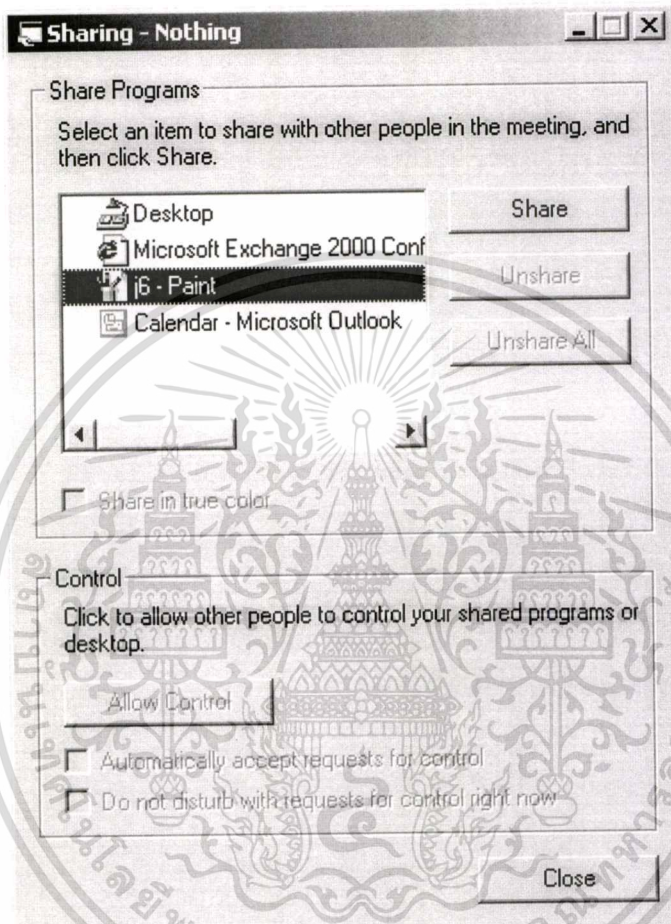 Sharing - Nothing
Share Programs
Select an item to share with other people in the meeting, and
then click Share.
Desktop
Share
Microsoft Exchange 2000 Conf
j6 - Paint
Unshare
Calendar - Microsoft Outlook
Unshare All
Share in true color
Control
Click to allow other people to control your shared programs or
desktop.
Allow Control
Automatically accept requests for control
Do not disturb with requests for control right now
Close